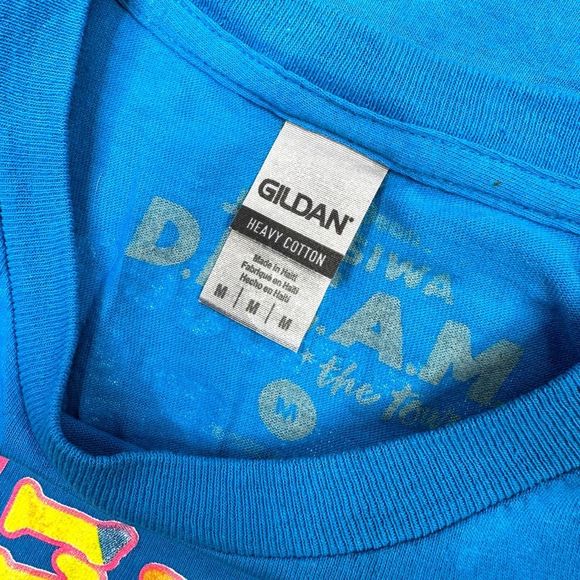 GILDAN
HEAVY COTTON
Made in Haiti
Fabriqué en Haïti
Hecho en Haití
M | M | M
SIWA
D.
.A.M
the tour
M